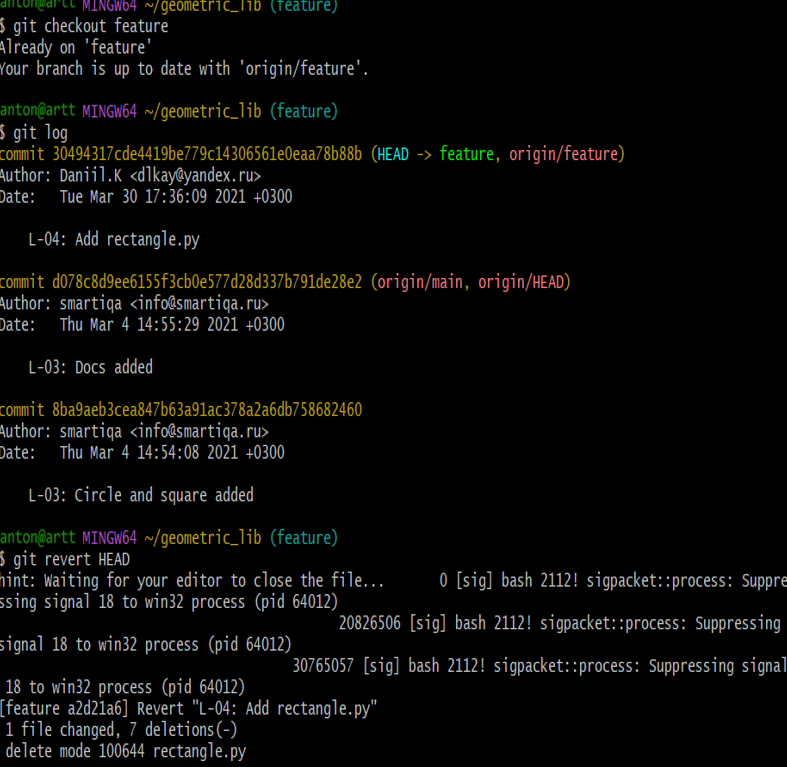 anton@artt MINGW64 ~/geometric_lib (feature)
$ git checkout feature
Already on 'feature'
Your branch is up to date with 'origin/feature'.
anton@artt MINGW64 ~/geometric_lib (feature)
$ git log
commit 30494317cde4419be779c14306561e0eaa78b88b (HEAD -> feature, origin/feature)
Author: Daniil.K <dlkay@yandex.ru>
Date:   Tue Mar 30 17:36:09 2021 +0300
L-04: Add rectangle.py
commit d078c8d9ee6155f3cb0e577d28d337b791de28e2 (origin/main, origin/HEAD)
Author: smartiqa <info@smartiqa.ru>
Date:   Thu Mar 4 14:55:29 2021 +0300
L-03: Docs added
commit 8ba9aeb3cea847b63a91ac378a2a6db758682460
Author: smartiqa <info@smartiqa.ru>
Date:   Thu Mar 4 14:54:08 2021 +0300
L-03: Circle and square added
anton@artt MINGW64 ~/geometric_lib (feature)
$ git revert HEAD
hint: Waiting for your editor to close the file...       0 [sig] bash 2112! sigpacket::process: Suppre
ssing signal 18 to win32 process (pid 64012)
20826506 [sig] bash 2112! sigpacket::process: Suppressing
signal 18 to win32 process (pid 64012)
30765057 [sig] bash 2112! sigpacket::process: Suppressing signal
18 to win32 process (pid 64012)
[feature a2d21a6] Revert "L-04: Add rectangle.py"
1 file changed, 7 deletions(-)
delete mode 100644 rectangle.py